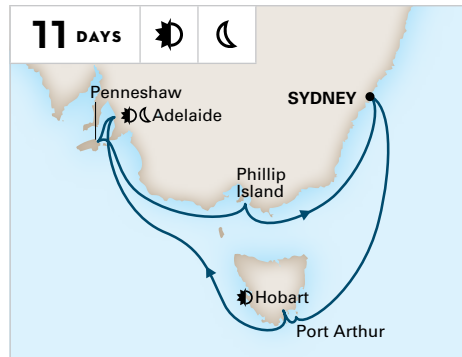 11 DAYS
Penneshaw
Adelaide
SYDNEY
Phillip
Island
Hobart
Port Arthur